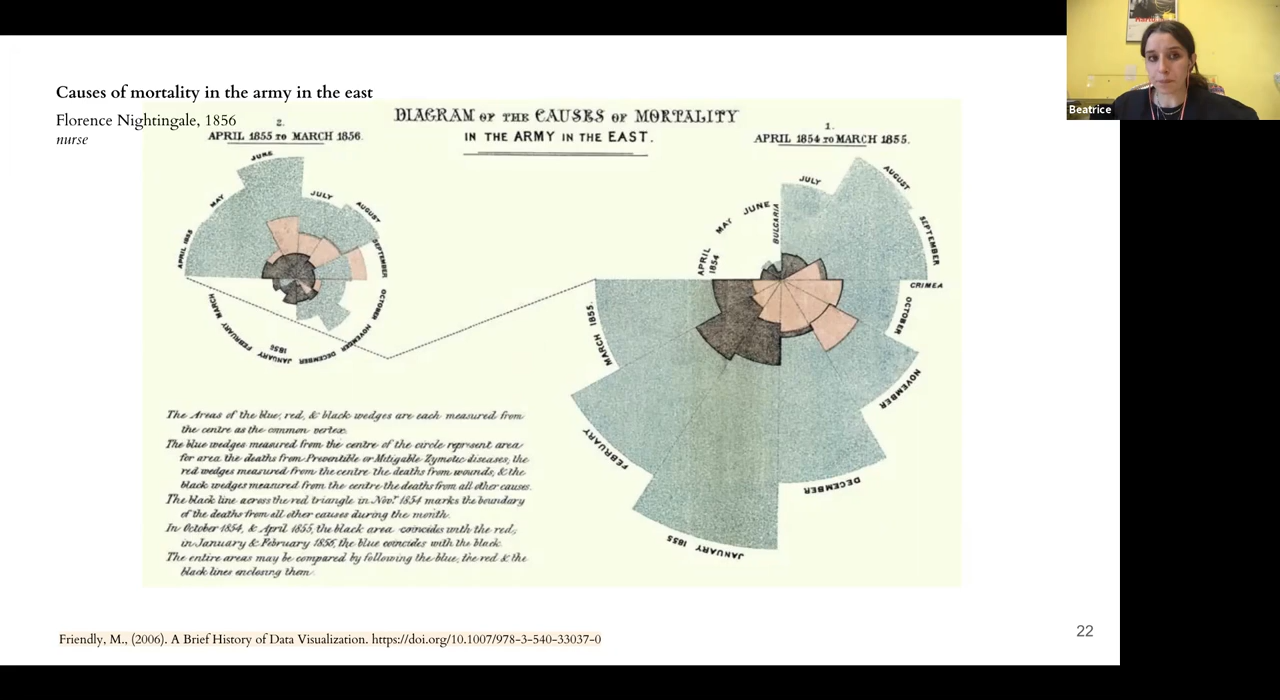 Causes of mortality in the army in the east
Florence Nightingale, 1856
nurse
DIAGRAM OF THE CAUSES OF MORTALITY
IN THE ARMY IN THE EAST.
2.
APRIL 1855 TO MARCH 1856.
1.
APRIL 1854 TO MARCH 1855.
APRIL 1855
MAY
JUNE
JULY
AUGUST
SEPTEMBER
OCTOBER
NOVEMBER
DECEMBER
JANUARY 1856
FEBRUARY
MARCH
APRIL 1854
MAY
JUNE
BULGARIA
JULY
AUGUST
SEPTEMBER
CRIMEA
OCTOBER
NOVEMBER
DECEMBER
JANUARY 1855
FEBRUARY
MARCH 1855.
The Areas of the blue, red, & black wedges are each measured from
the centre as the common vertex.
The blue wedges measured from the centre of the circle represent area
for area the deaths from Preventible or Mitigable Zymotic diseases, the
red wedges measured from the centre the deaths from wounds, & the
black wedges measured from the centre the deaths from all other causes.
The black line across the red triangle in Novr. 1854 marks the boundary
of the deaths from all other causes during the month.
In October 1854, & April 1855, the black area coincides with the red,
in January & February 1856, the blue coincides with the black.
The entire areas may be compared by following the blue, the red & the
black lines enclosing them.
Friendly, M., (2006). A Brief History of Data Visualization. https://doi.org/10.1007/978-3-540-33037-0
22
Beatrice